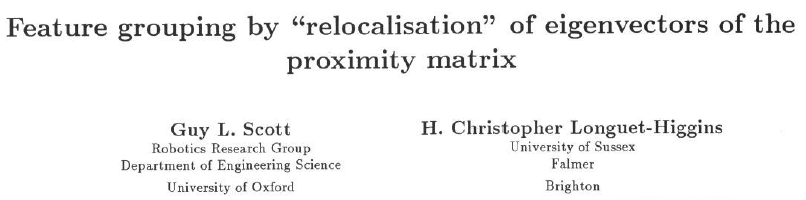 Feature grouping by “relocalisation” of eigenvectors of the
proximity matrix
Guy L. Scott
Robotics Research Group
Department of Engineering Science
University of Oxford
H. Christopher Longuet-Higgins
University of Sussex
Falmer
Brighton